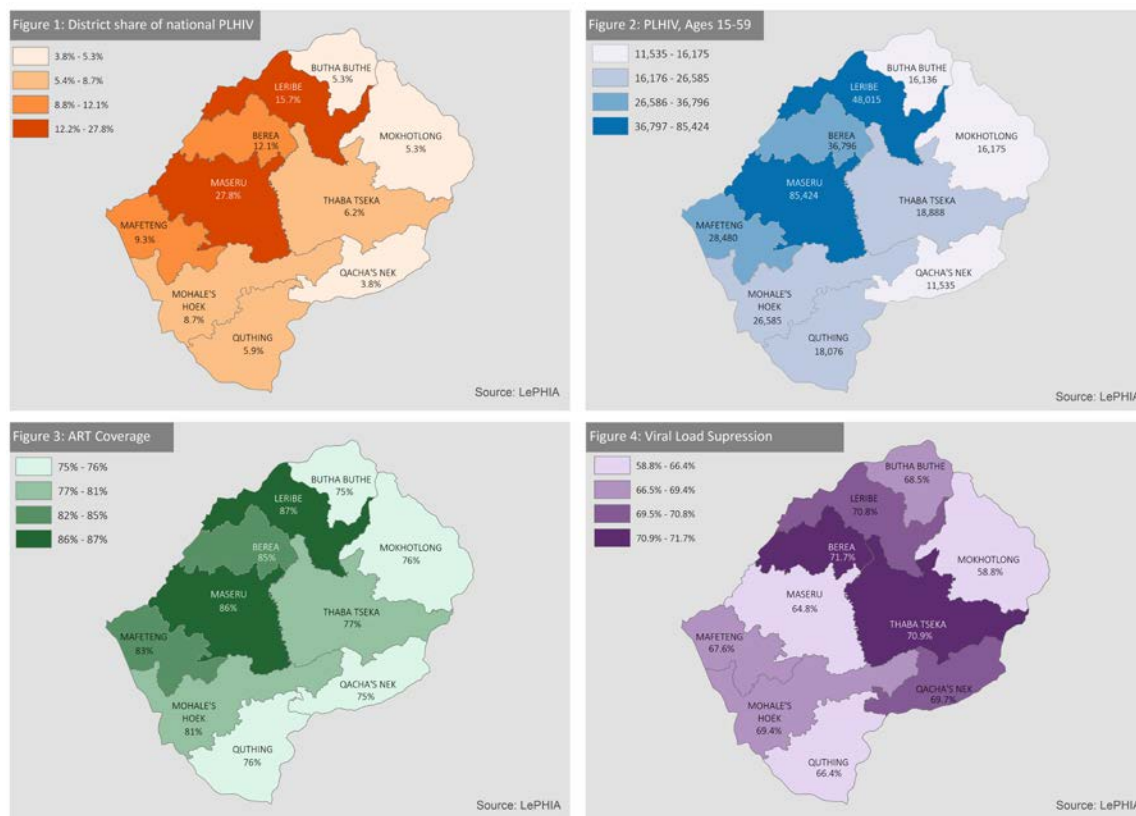 Figure 1: District share of national PLHIV
3.8% - 5.3%
5.4% - 8.7%
8.8% - 12.1%
12.2% - 27.8%
BUTHA BUTHE
5.3%
LERIBE
15.7%
MOKHOTLONG
5.3%
BEREA
12.1%
MASERU
27.8%
THABA TSEKA
6.2%
MAFETENG
9.3%
QACHA'S NEK
3.8%
MOHALE'S
HOEK
8.7%
QUTHING
5.9%
Source: LePHIA
Figure 2: PLHIV, Ages 15-59
11,535 - 16,175
16,176 - 26,585
26,586 - 36,796
36,797 - 85,424
BUTHA BUTHE
16,136
LERIBE
48,015
MOKHOTLONG
16,175
BEREA
36,796
MASERU
85,424
THABA TSEKA
18,888
MAFETENG
28,480
QACHA'S NEK
11,535
MOHALE'S
HOEK
26,585
QUTHING
18,076
Source: LePHIA
Figure 3: ART Coverage
75% - 76%
77% - 81%
82% - 85%
86% - 87%
BUTHA BUTHE
75%
LERIBE
87%
MOKHOTLONG
76%
BEREA
85%
MASERU
86%
THABA TSEKA
77%
MAFETENG
83%
QACHA'S NEK
75%
MOHALE'S
HOEK
81%
QUTHING
76%
Source: LePHIA
Figure 4: Viral Load Supression
58.8% - 66.4%
66.5% - 69.4%
69.5% - 70.8%
70.9% - 71.7%
BUTHA BUTHE
68.5%
LERIBE
70.8%
MOKHOTLONG
58.8%
BEREA
71.7%
MASERU
64.8%
THABA TSEKA
70.9%
MAFETENG
67.6%
QACHA'S NEK
69.7%
MOHALE'S
HOEK
69.4%
QUTHING
66.4%
Source: LePHIA